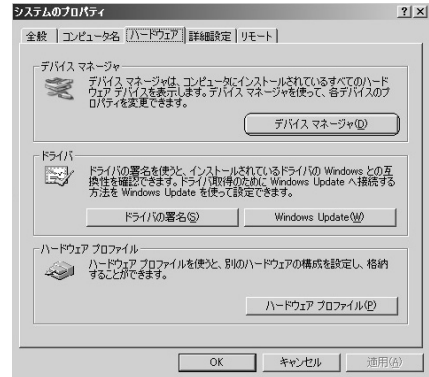 システムのプロパティ
全般 コンピュータ名 ハードウェア 詳細設定 リモート
デバイス マネージャ
デバイス マネージャは、コンピュータにインストールされているすべてのハード
ウェア デバイスを表示します。デバイス マネージャを使って、各デバイスのプ
ロパティを変更できます。
デバイス マネージャ(D)
ドライバ
ドライバの署名を使うと、インストールされているドライバの Windows との互
換性を確認できます。ドライバ取得のために Windows Update へ接続する
方法を Windows Update を使って設定できます。
ドライバの署名(S) Windows Update(W)
ハードウェア プロファイル
ハードウェア プロファイルを使うと、別のハードウェアの構成を設定し、格納
することができます。
ハードウェア プロファイル(P)
OK キャンセル 適用(A)